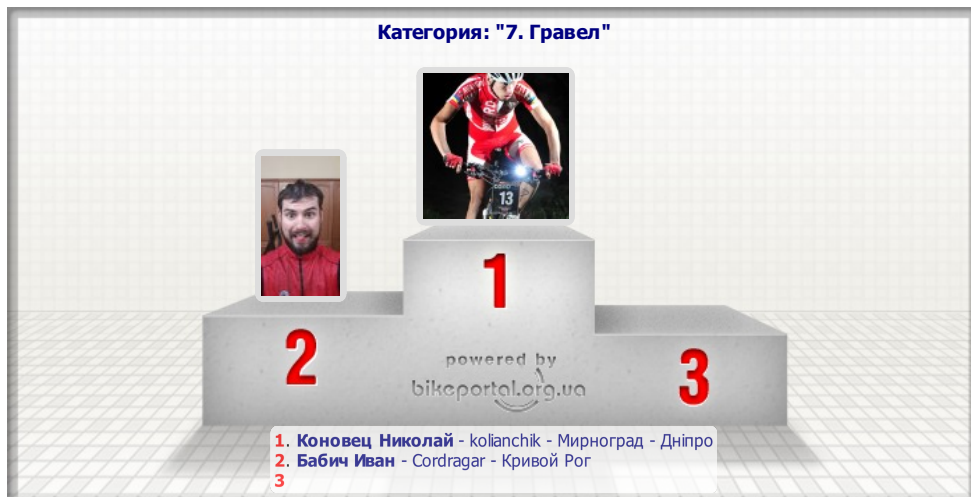 Категория: "7. Гравел"
13
1
2
3
powered by
bikeportal.org.ua
1. Коновец Николай - kolianchik - Мирноград - Дніпро
2. Бабич Иван - Cordragar - Кривой Рог
3